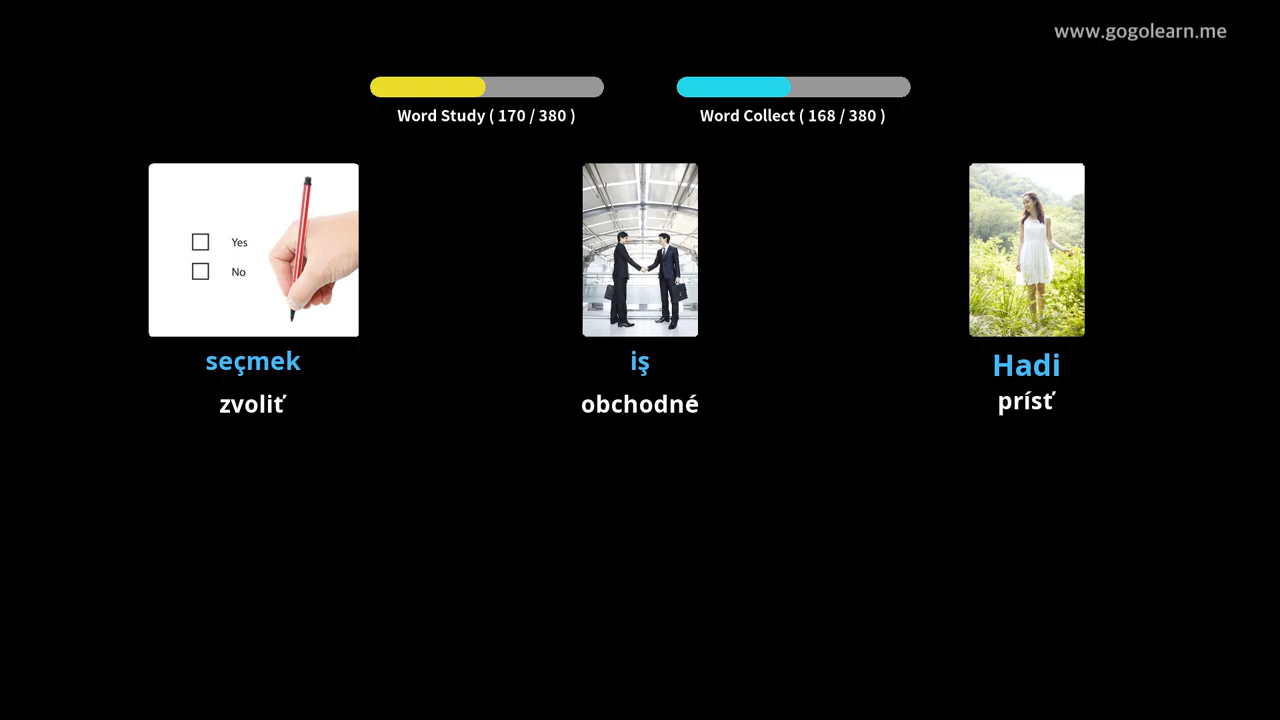 www.gogolearn.me
Word Study ( 170 / 380 )
Word Collect ( 168 / 380 )
Yes
No
seçmek
zvoliť
iş
obchodné
Hadi
prísť